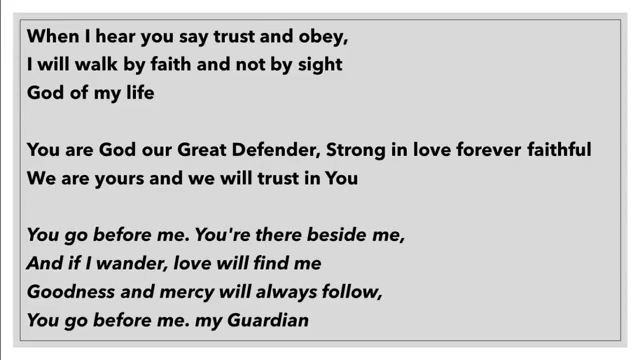 When I hear you say trust and obey,
I will walk by faith and not by sight
God of my life
You are God our Great Defender, Strong in love forever faithful
We are yours and we will trust in You
You go before me. You're there beside me,
And if I wander, love will find me
Goodness and mercy will always follow,
You go before me. my Guardian